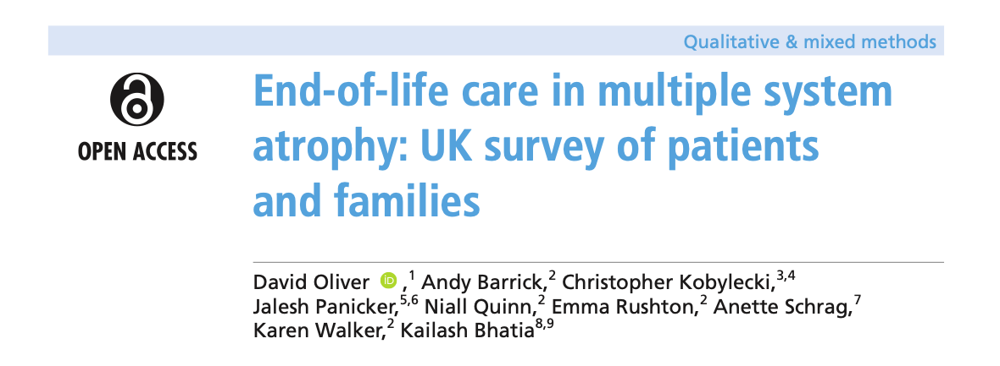 Qualitative & mixed methods
OPEN ACCESS
End-of-life care in multiple system
atrophy: UK survey of patients
and families
David Oliver iD ,1 Andy Barrick,2 Christopher Kobylecki,3,4
Jalesh Panicker,5,6 Niall Quinn,2 Emma Rushton,2 Anette Schrag,7
Karen Walker,2 Kailash Bhatia8,9